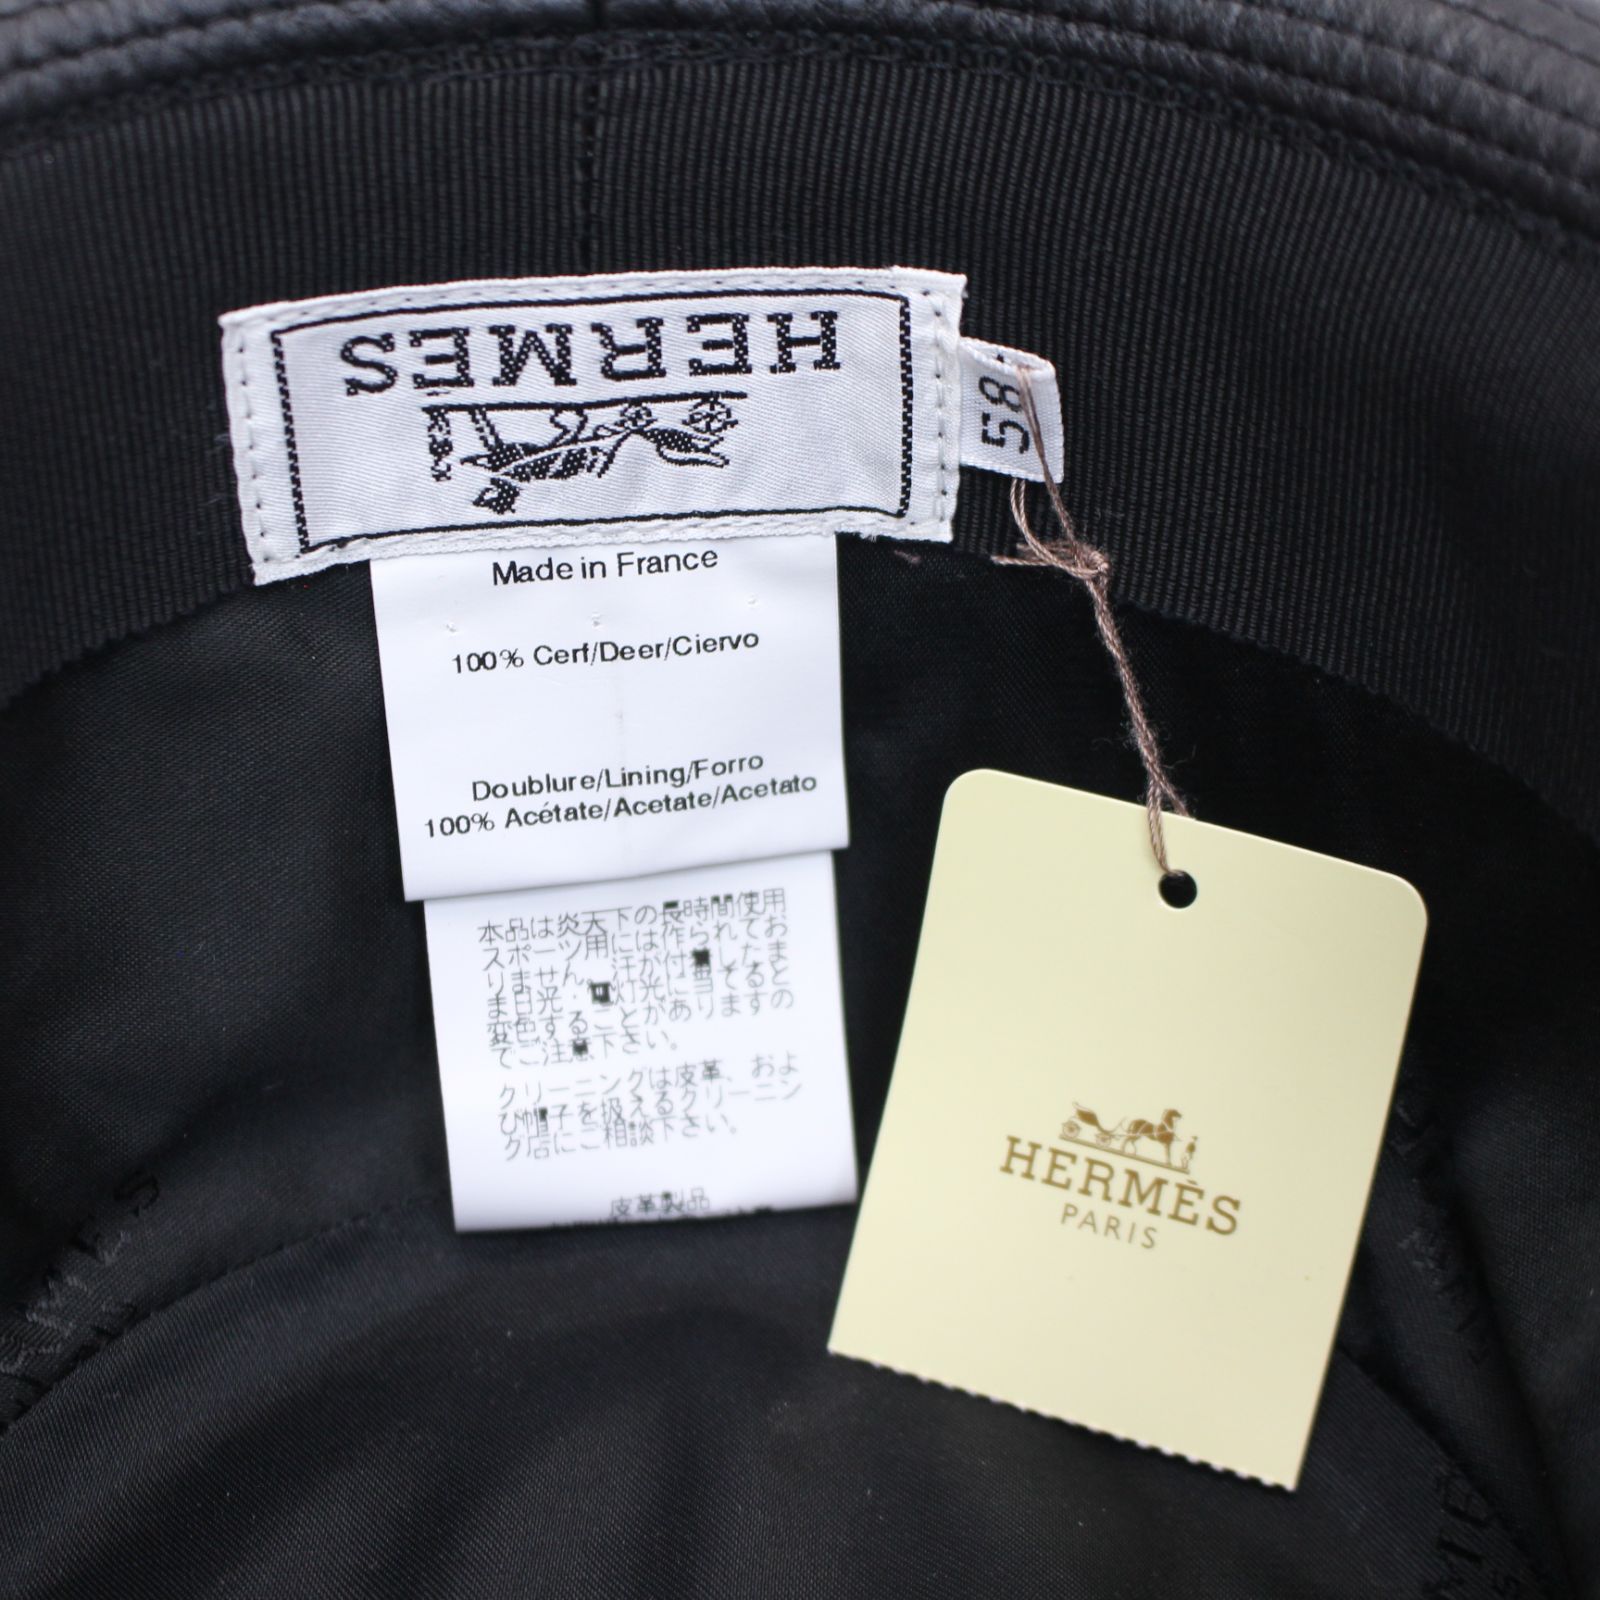 HERMES
58
Made in France
100% Cerf/Deer/Ciervo
Doublure/Lining/Forro
100% Acétate/Acetate/Acetato
本品は炎天下の長時間使用
スポーツ用には作られてお
りません。汗が付着したま
ま日光・蛍灯光に当てると
変色することがありますの
でご注意下さい。
クリーニングは皮革、およ
び帽子を扱えるクリーニン
グ店にご相談下さい。
皮革製品
HERMÈS
PARIS